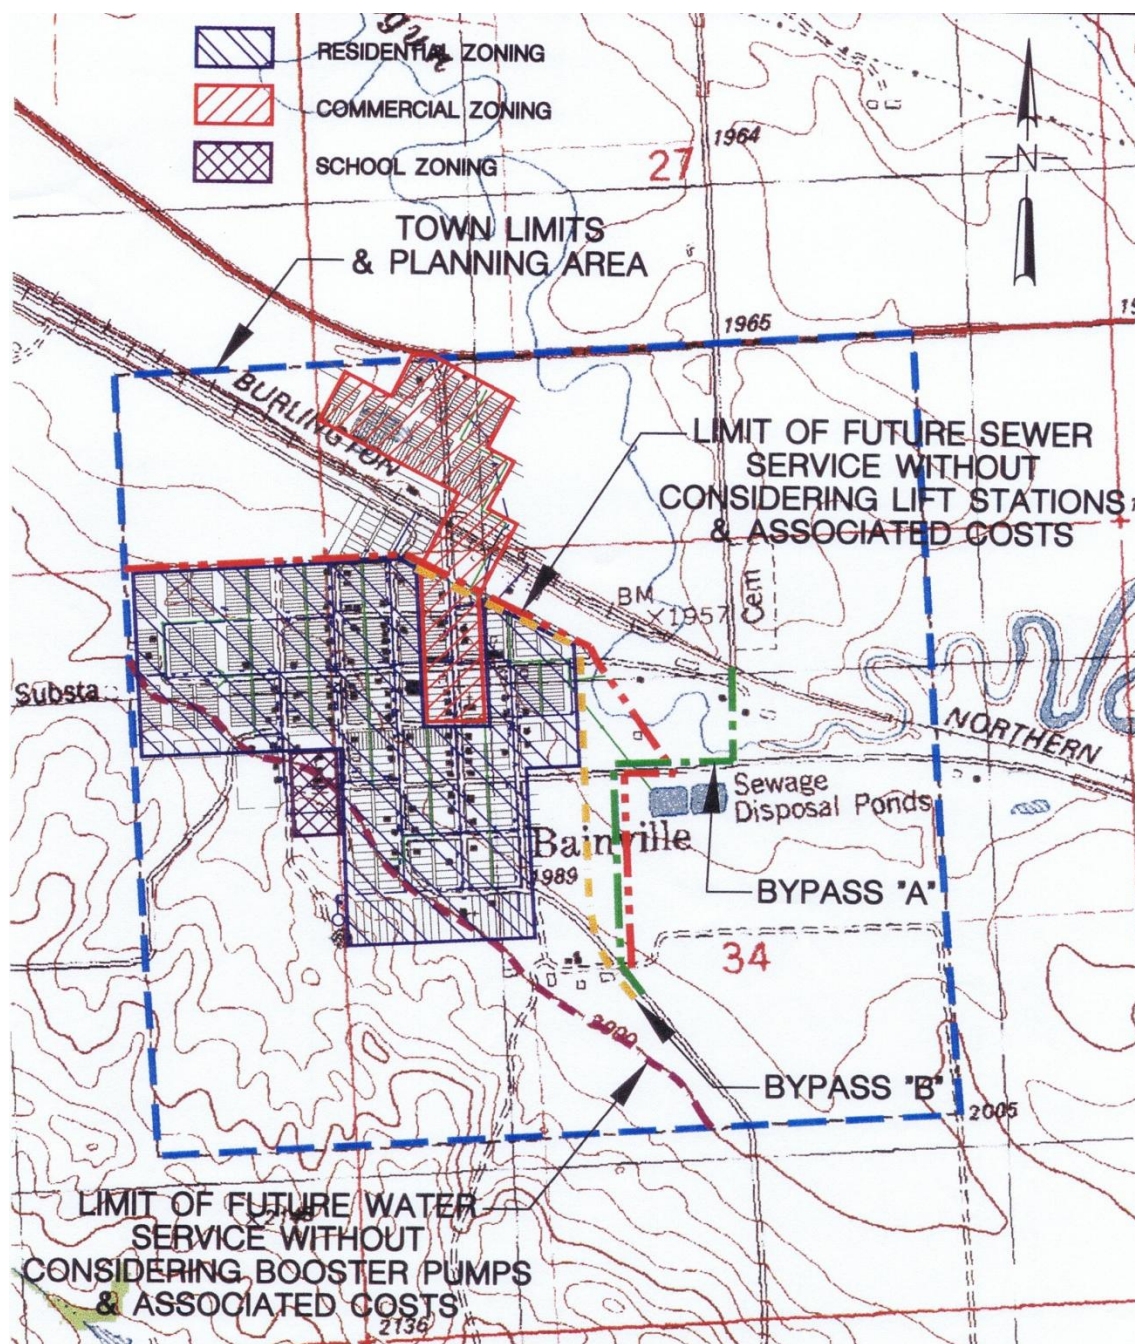 RESIDENTIAL ZONING
COMMERCIAL ZONING
SCHOOL ZONING
1964
27
N
TOWN LIMITS
& PLANNING AREA
1965
BURLINGTON
LIMIT OF FUTURE SEWER
SERVICE WITHOUT
CONSIDERING LIFT STATIONS
& ASSOCIATED COSTS
BM
X1957
Cem
Substa
NORTHERN
Sewage
Disposal Ponds
Bainville
1989
BYPASS "A"
34
2000
BYPASS "B"
2005
LIMIT OF FUTURE WATER
SERVICE WITHOUT
CONSIDERING BOOSTER PUMPS
& ASSOCIATED COSTS
2136